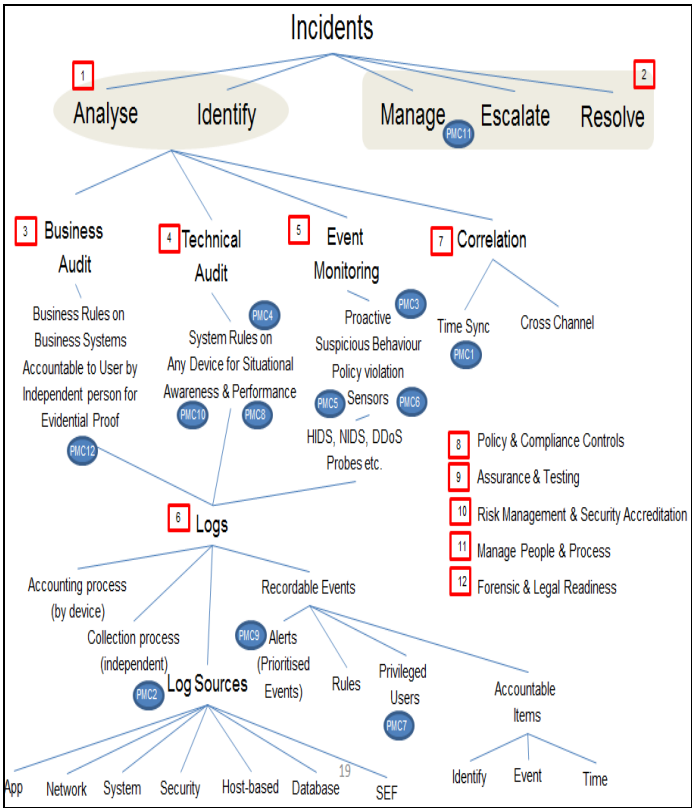 Incidents
1
2
Analyse
Identify
Manage
Escalate
Resolve
PMC11
3
Business
Audit
4
Technical
Audit
5
Event
Monitoring
7
Correlation
Business Rules on
Business Systems
Accountable to User by
Independent person for
Evidential Proof
PMC12
PMC4
System Rules on
Any Device for Situational
Awareness & Performance
PMC10
PMC8
PMC3
Proactive
Suspicious Behaviour
Policy violation
PMC5
Sensors
PMC6
HIDS, NIDS, DDoS
Probes etc.
Time Sync
PMC1
Cross Channel
8
Policy & Compliance Controls
9
Assurance & Testing
10
Risk Management & Security Accreditation
11
Manage People & Process
12
Forensic & Legal Readiness
6
Logs
Accounting process
(by device)
Collection process
(independent)
PMC2
Log Sources
Recordable Events
PMC9
Alerts
(Prioritised
Events)
Rules
Privileged
Users
PMC7
Accountable
Items
Identify
Event
Time
19
App
Network
System
Security
Host-based
Database
SEF